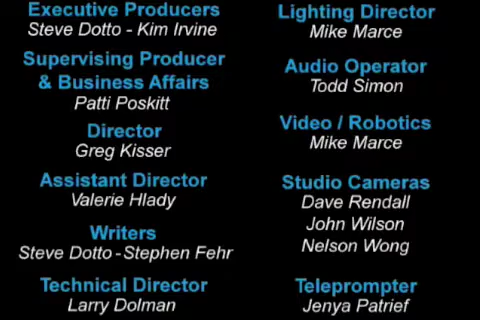 Executive Producers
Steve Dotto - Kim Irvine
Supervising Producer
& Business Affairs
Patti Poskitt
Director
Greg Kisser
Assistant Director
Valerie Hlady
Writers
Steve Dotto - Stephen Fehr
Technical Director
Larry Dolman
Lighting Director
Mike Marce
Audio Operator
Todd Simon
Video / Robotics
Mike Marce
Studio Cameras
Dave Rendall
John Wilson
Nelson Wong
Teleprompter
Jenya Patrief